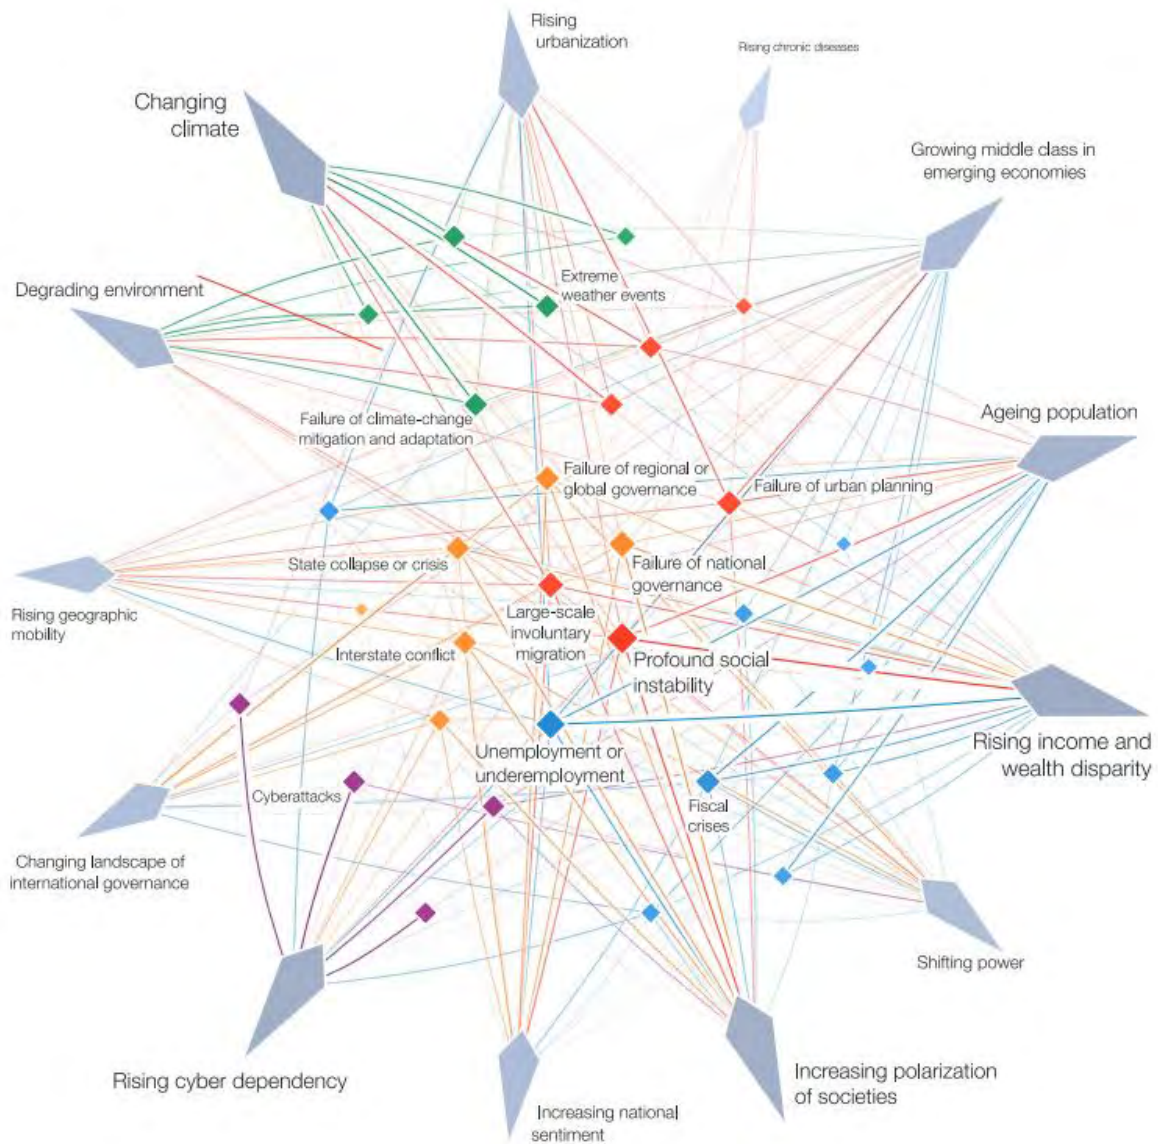 Rising
urbanization
Rising chronic diseases
Changing
climate
Growing middle class in
emerging economies
Degrading environment
Extreme
weather events
Failure of climate-change
mitigation and adaptation
Ageing population
Failure of regional or
global governance
Failure of urban planning
State collapse or crisis
Failure of national
governance
Rising geographic
mobility
Large-scale
involuntary
migration
Interstate conflict
Profound social
instability
Unemployment or
underemployment
Rising income and
wealth disparity
Cyberattacks
Fiscal
crises
Changing landscape of
international governance
Shifting power
Rising cyber dependency
Increasing polarization
of societies
Increasing national
sentiment